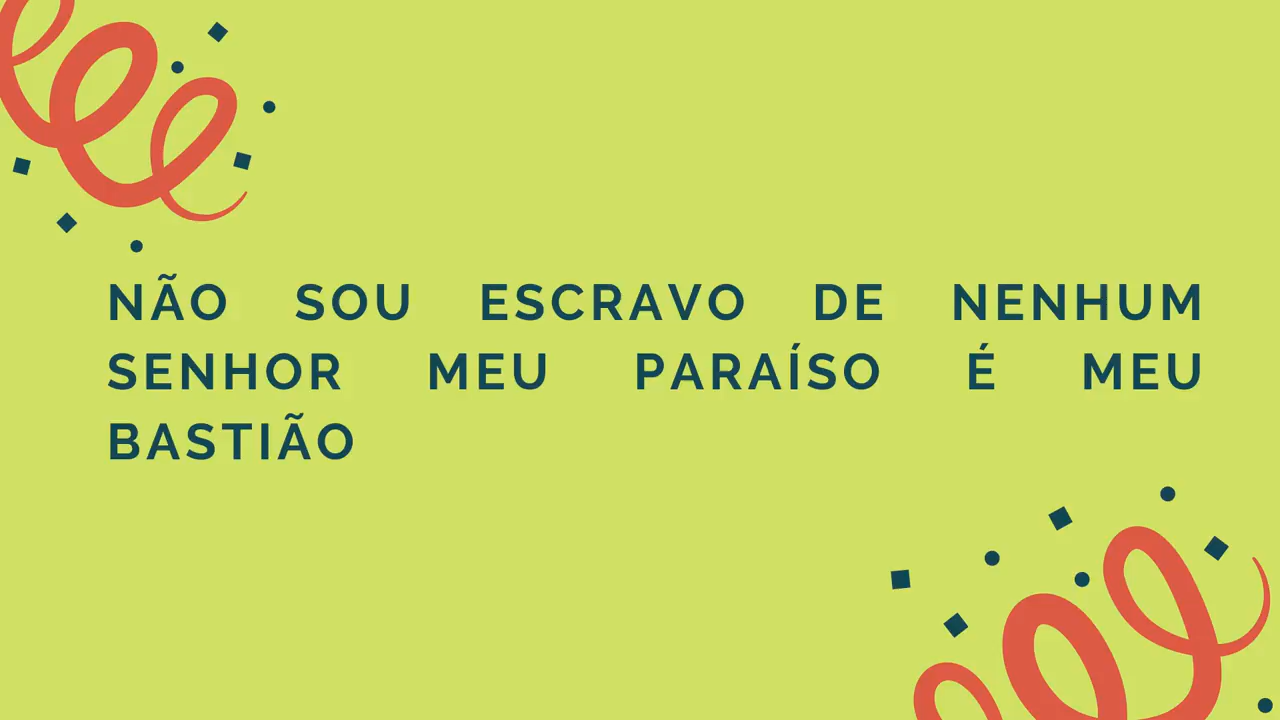 NÃO SOU ESCRAVO DE NENHUM
SENHOR MEU PARAÍSO É MEU
BASTIÃO